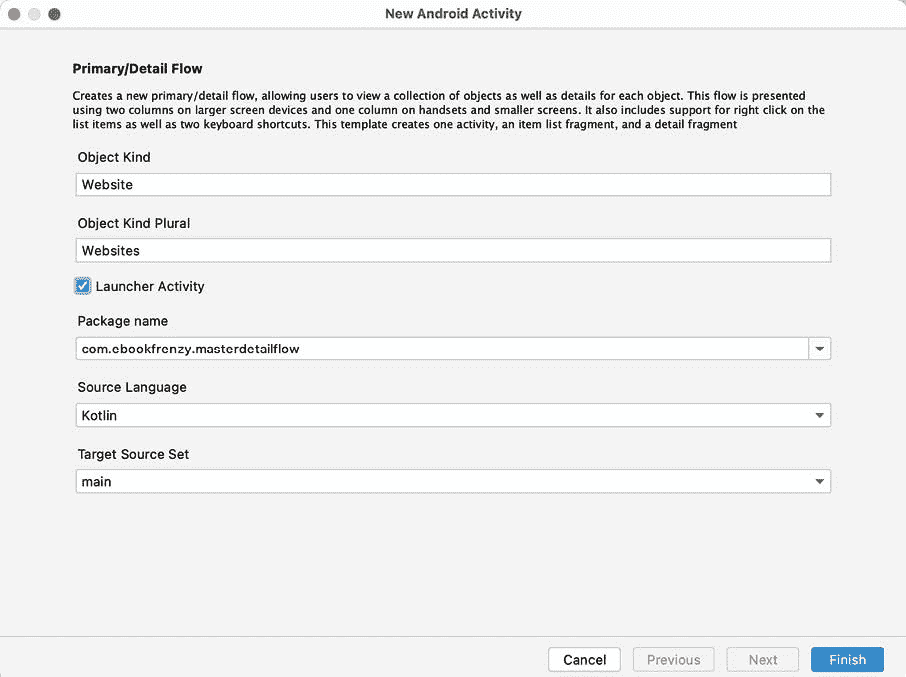 New Android Activity
Primary/Detail Flow
Creates a new primary/detail flow, allowing users to view a collection of objects as well as details for each object. This flow is presented
using two columns on larger screen devices and one column on handsets and smaller screens. It also includes support for right click on the
list items as well as two keyboard shortcuts. This template creates one activity, an item list fragment, and a detail fragment
Object Kind
Website
Object Kind Plural
Websites
Launcher Activity
Package name
com.ebookfrenzy.masterdetailflow
Source Language
Kotlin
Target Source Set
main
Cancel Previous Next Finish